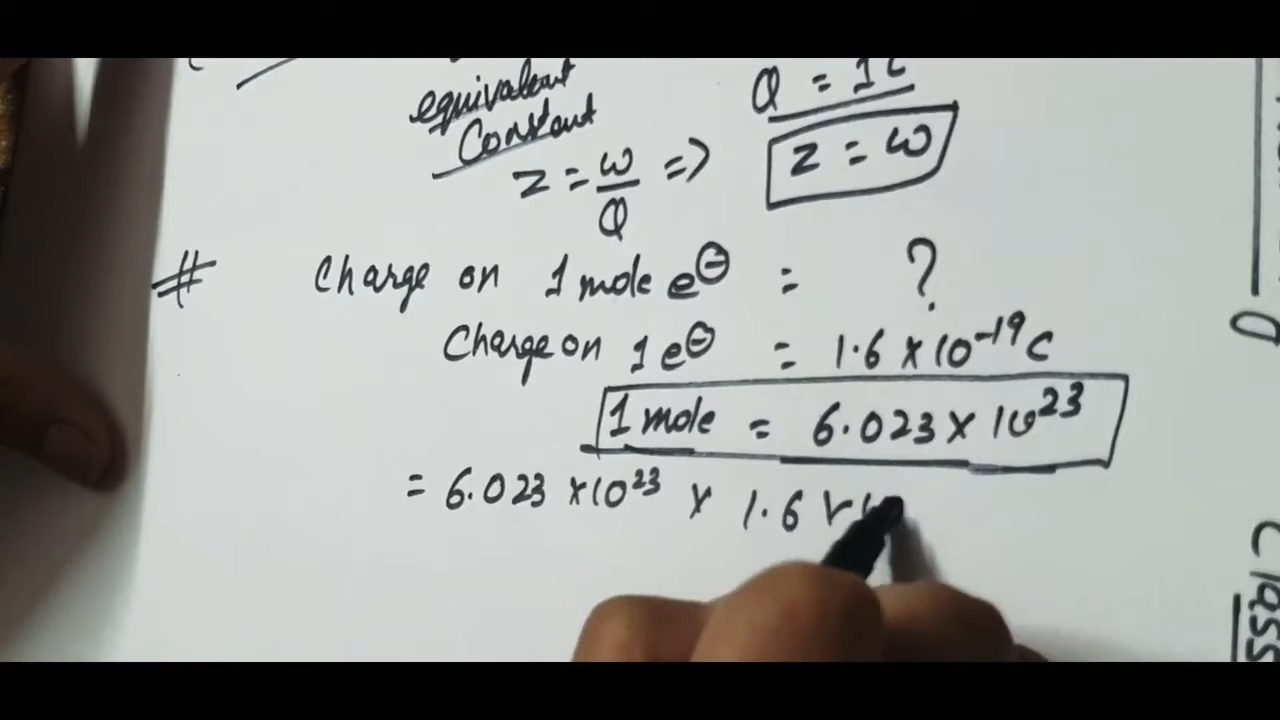 equivalent
Constant
Q = 1C
z = w/Q => z = w
# Charge on 1 mole e⊖ = ?
Charge on 1 e⊖ = 1.6 × 10⁻¹⁹ C
1 mole = 6.023 × 10²³
= 6.023 × 10²³ × 1.6 ×
Class